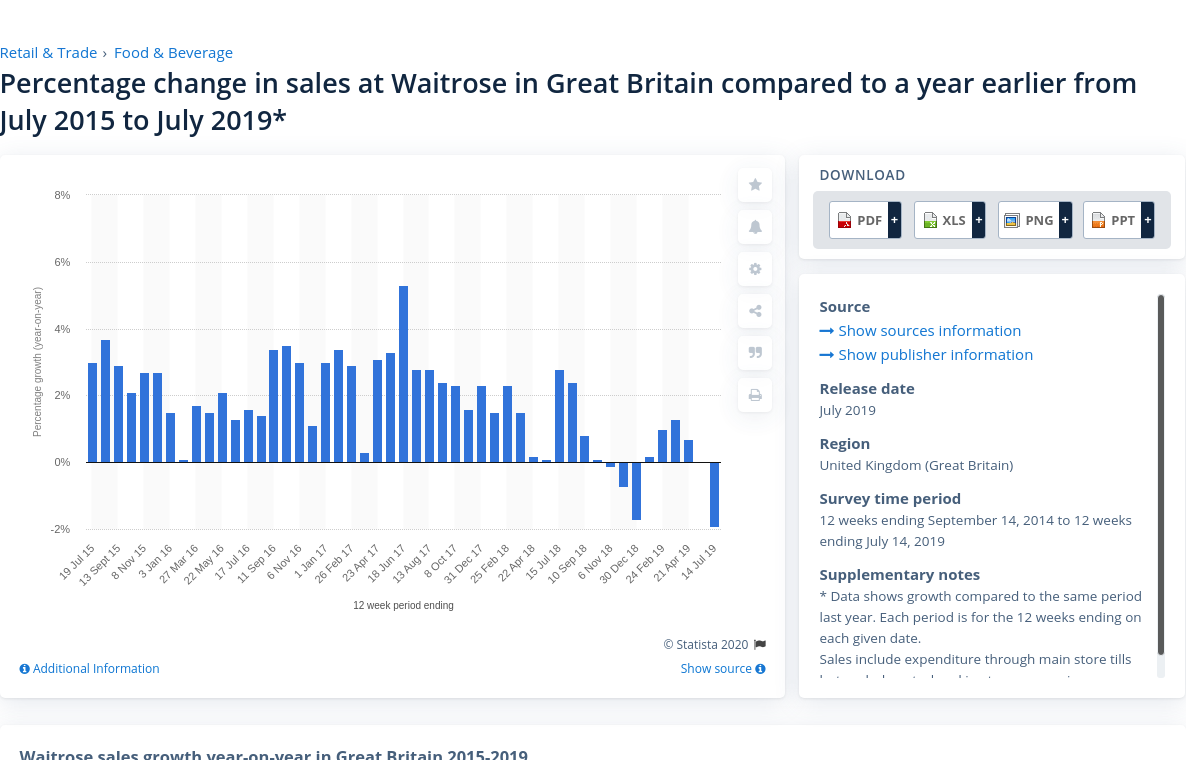 Retail & Trade › Food & Beverage
Percentage change in sales at Waitrose in Great Britain compared to a year earlier from
July 2015 to July 2019*
8%
6%
4%
2%
0%
-2%
Percentage growth (year-on-year)
19 Jul 15
13 Sept 15
8 Nov 15
3 Jan 16
27 Mar 16
22 May 16
17 Jul 16
11 Sep 16
6 Nov 16
1 Jan 17
26 Feb 17
23 Apr 17
18 Jun 17
13 Aug 17
8 Oct 17
31 Dec 17
25 Feb 18
22 Apr 18
15 Jul 18
10 Sep 18
6 Nov 18
30 Dec 18
24 Feb 19
21 Apr 19
14 Jul 19
12 week period ending
© Statista 2020
Additional Information
Show source
DOWNLOAD
PDF +
XLS +
PNG +
PPT +
Source
Show sources information
Show publisher information
Release date
July 2019
Region
United Kingdom (Great Britain)
Survey time period
12 weeks ending September 14, 2014 to 12 weeks
ending July 14, 2019
Supplementary notes
* Data shows growth compared to the same period
last year. Each period is for the 12 weeks ending on
each given date.
Sales include expenditure through main store tills
Waitrose sales growth year-on-year in Great Britain 2015-2019